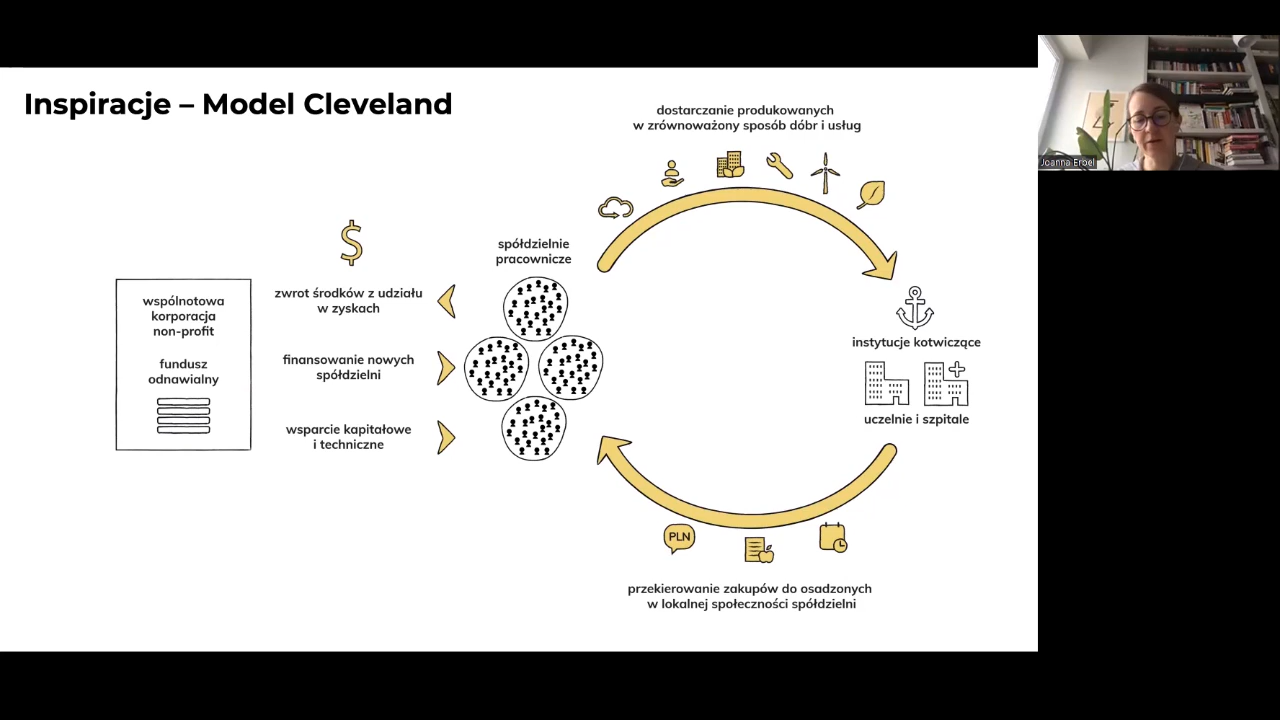 Inspiracje – Model Cleveland
dostarczanie produkowanych
w zrównoważony sposób dóbr i usług
Joanna Erbel
$
spółdzielnie
pracownicze
wspólnotowa
korporacja
non-profit
fundusz
odnawialny
zwrot środków z udziału
w zyskach
finansowanie nowych
spółdzielni
wsparcie kapitałowe
i techniczne
instytucje kotwiczące
uczelnie i szpitale
PLN
przekierowanie zakupów do osadzonych
w lokalnej społeczności spółdzielni